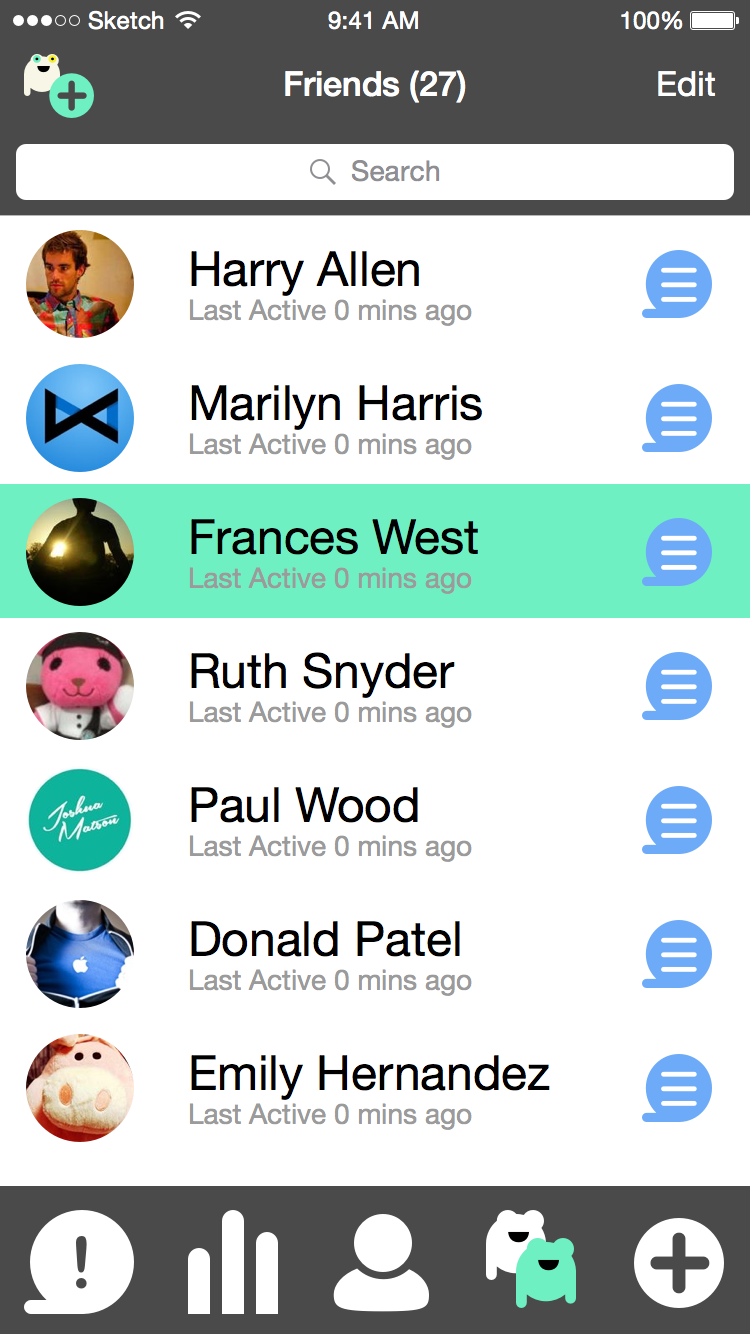 Sketch 9:41 AM 100%
Friends (27) Edit
Search
Harry Allen
Last Active 0 mins ago
Marilyn Harris
Last Active 0 mins ago
Frances West
Last Active 0 mins ago
Ruth Snyder
Last Active 0 mins ago
Joshua
Matson
Paul Wood
Last Active 0 mins ago
Donald Patel
Last Active 0 mins ago
Emily Hernandez
Last Active 0 mins ago